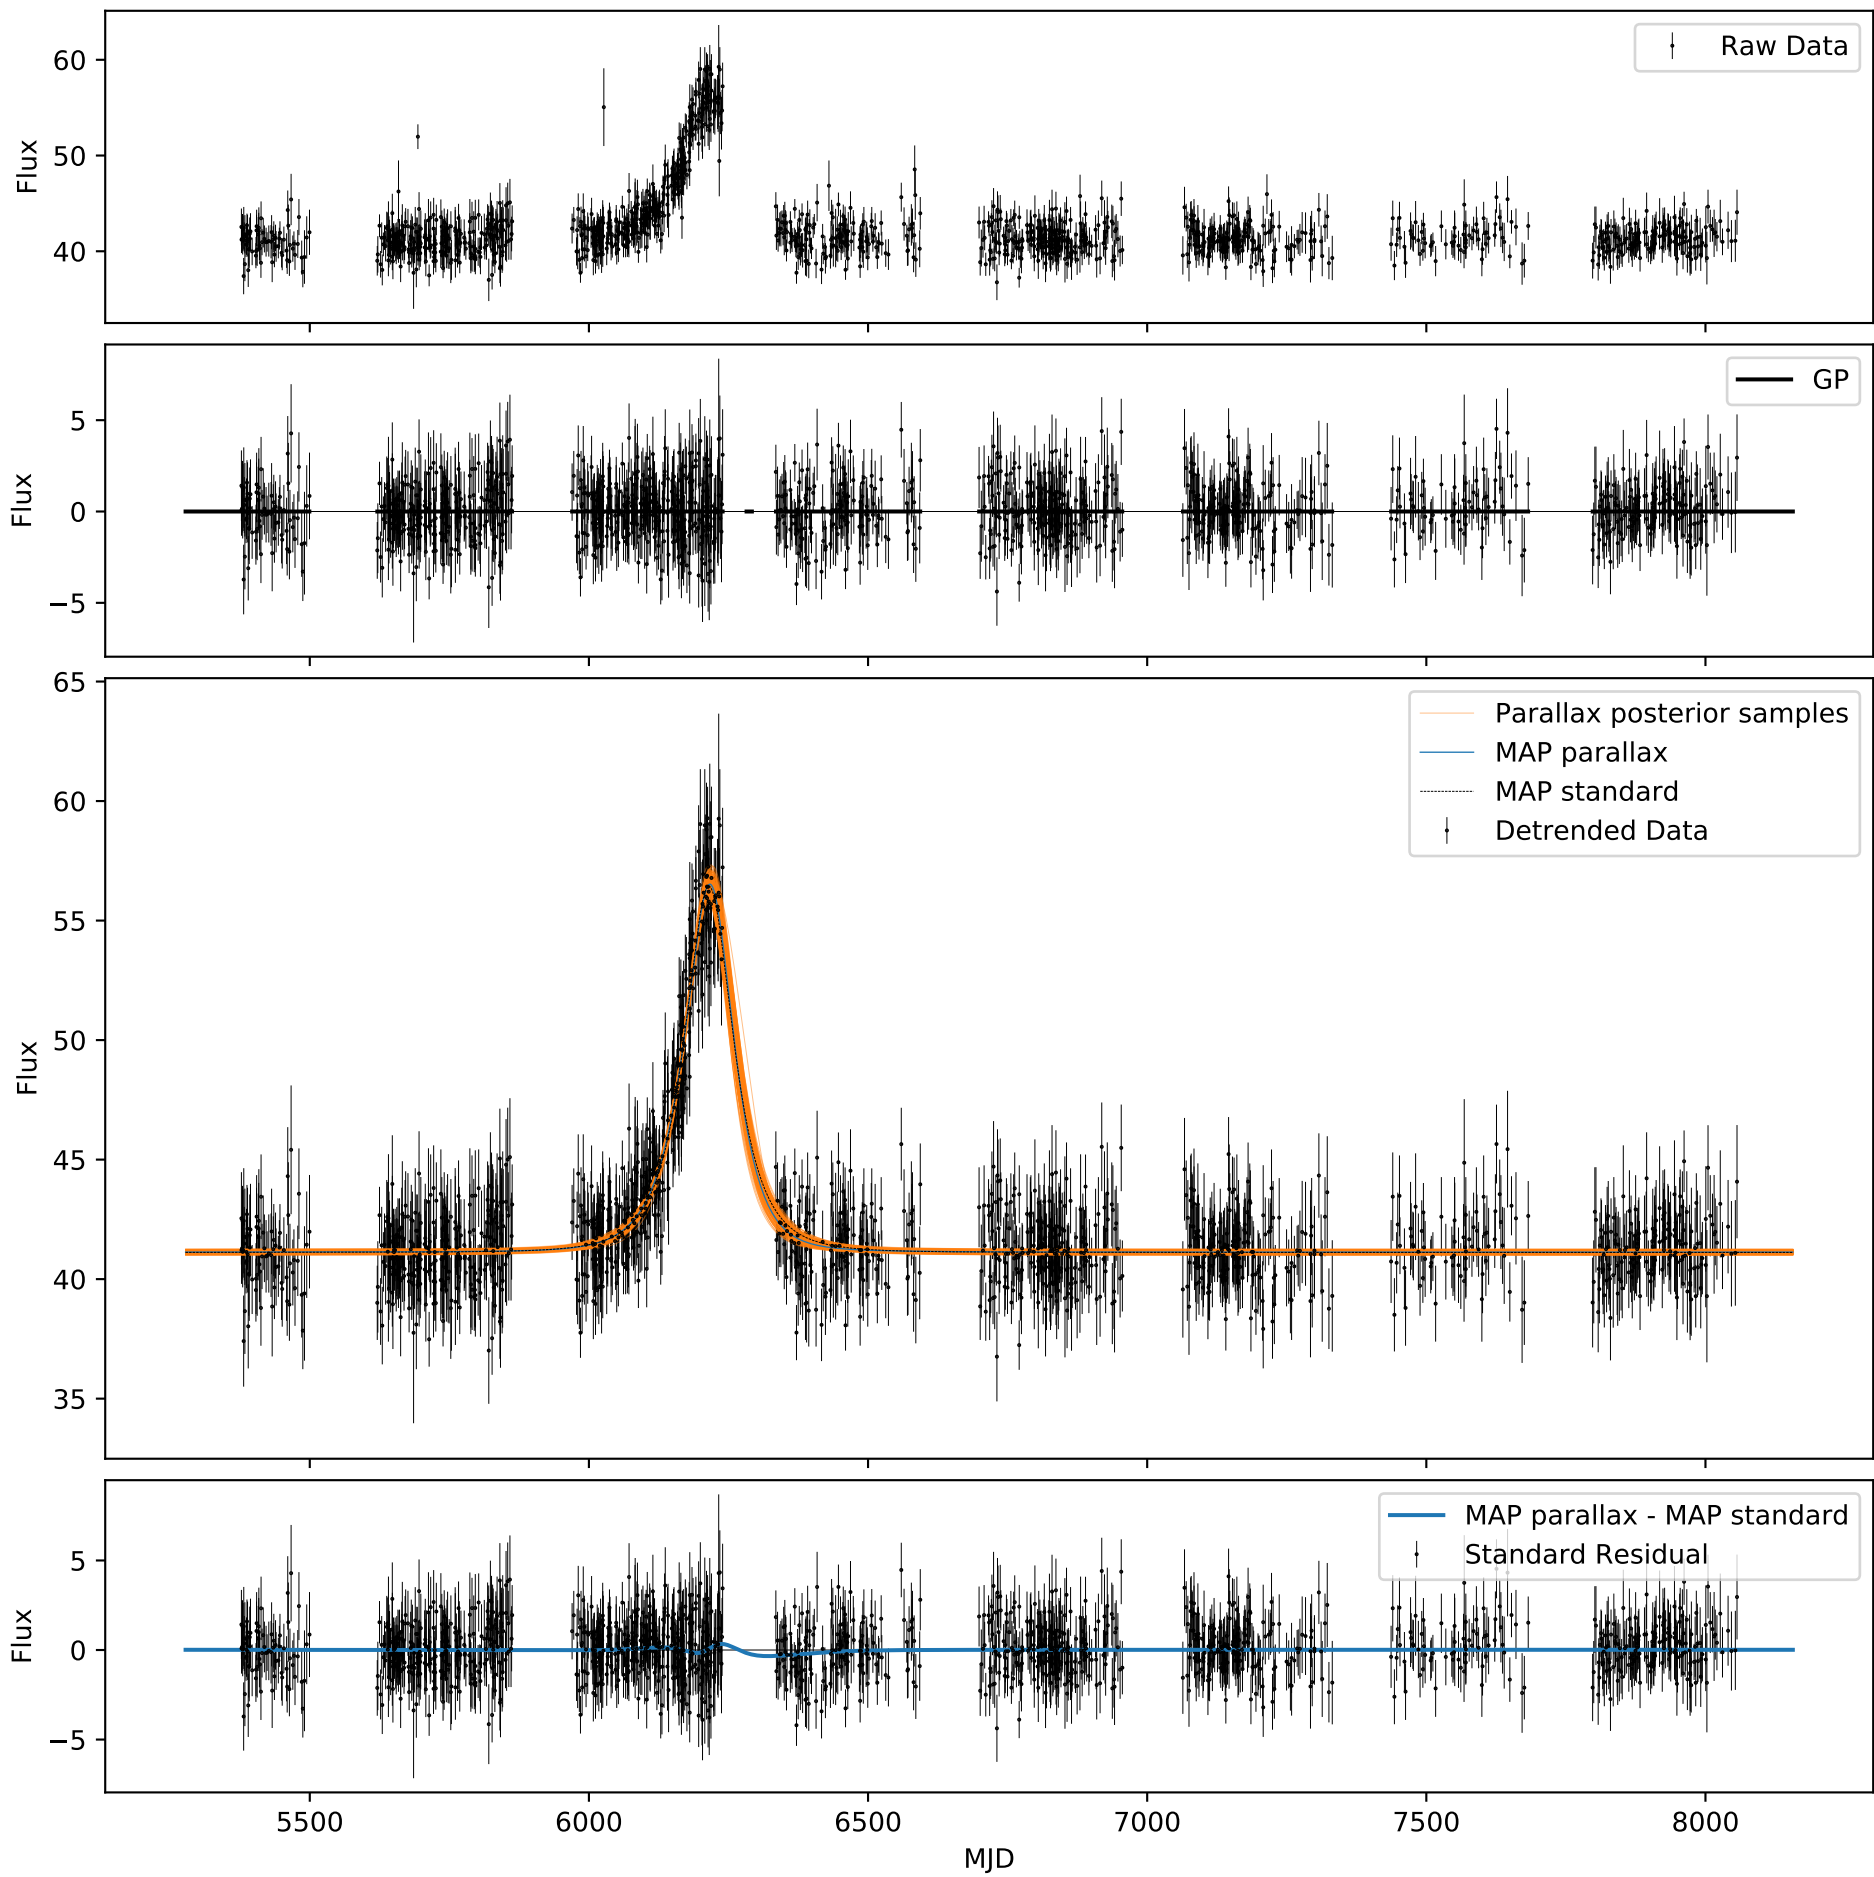 Raw Data
60
50
40
Flux
GP
5
0
−5
Flux
65
60
55
50
45
40
35
Flux
Parallax posterior samples
MAP parallax
MAP standard
Detrended Data
MAP parallax - MAP standard
Standard Residual
5
0
−5
Flux
5500 6000 6500 7000 7500 8000
MJD